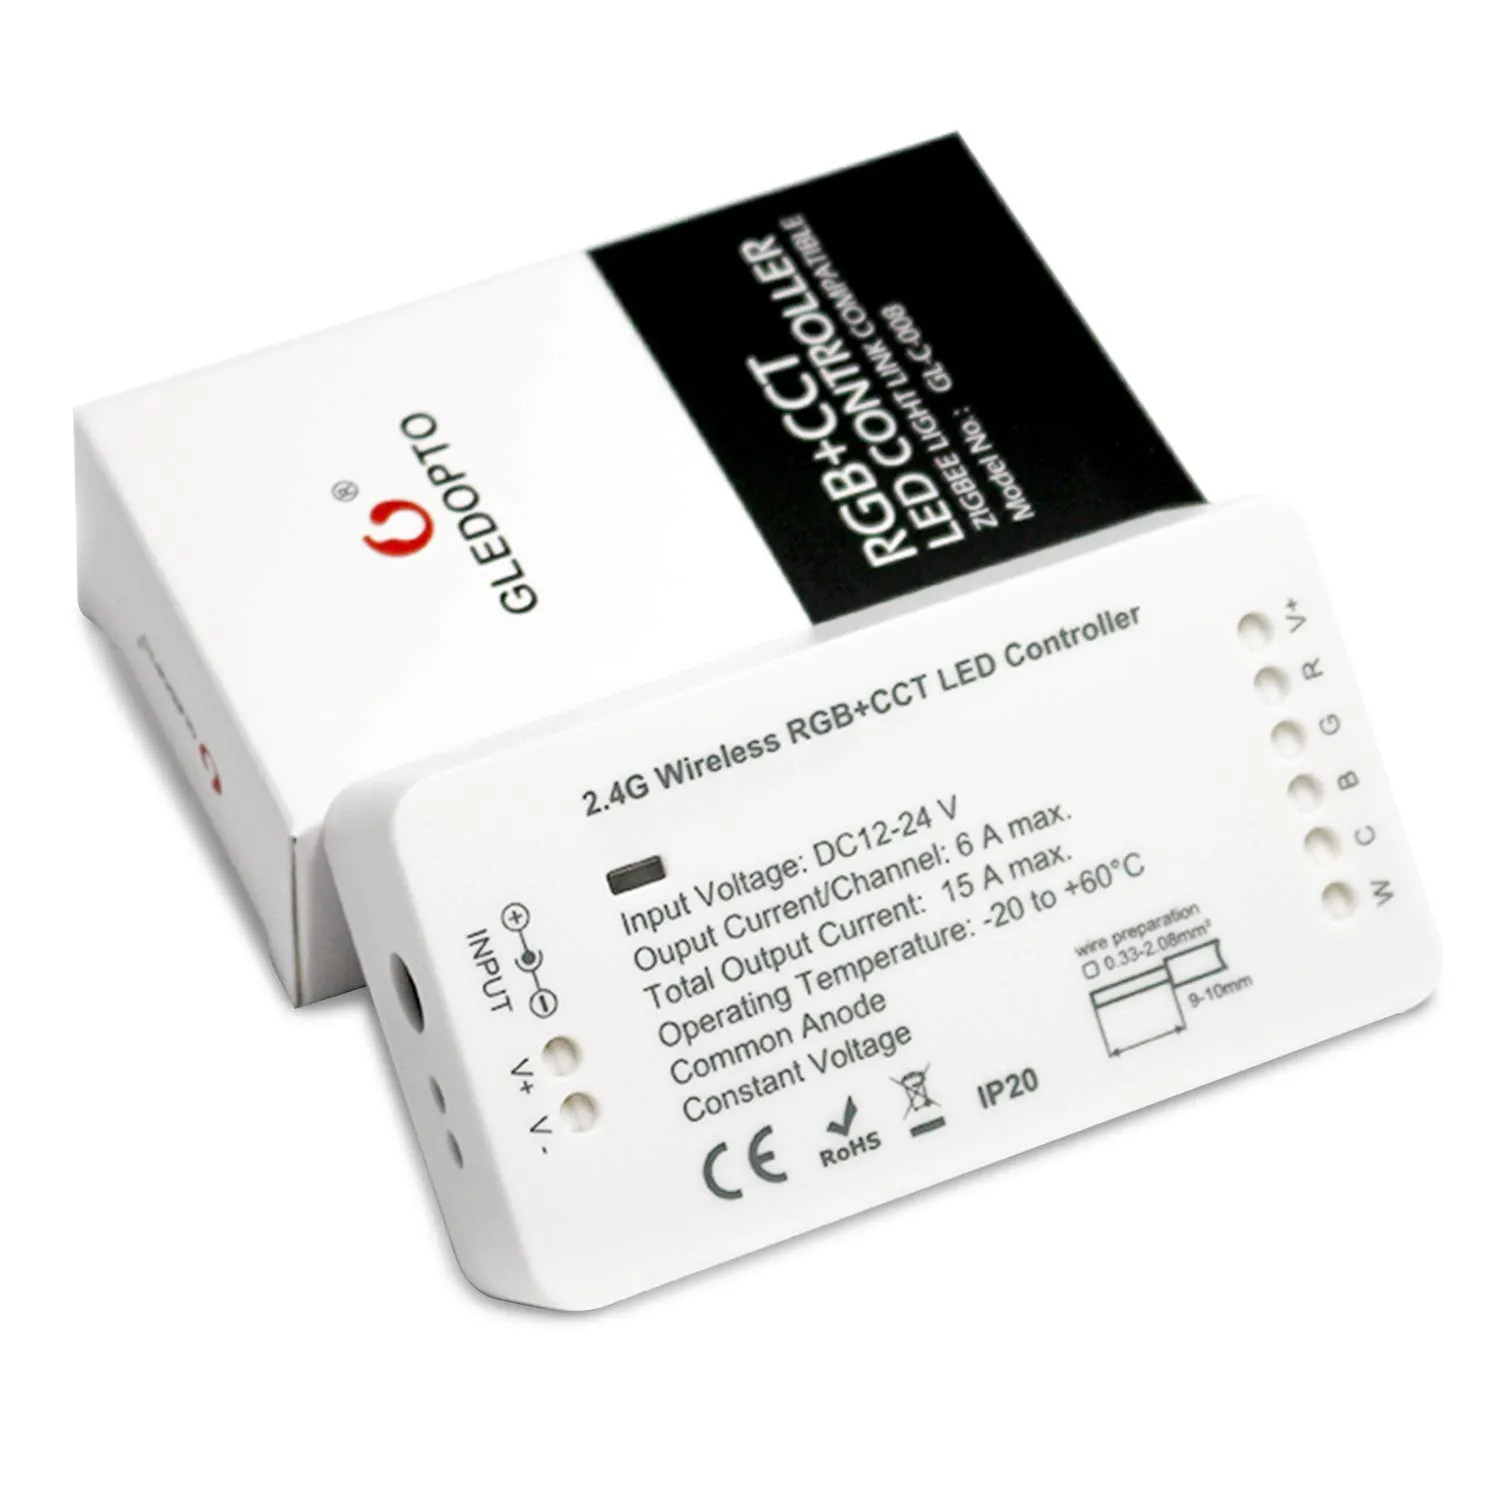 GLEDOPTO
®
RGB+CCT
LED CONTROLLER
ZIGBEE LIGHT LINK COMPATIBLE
Model No.: GL-C-008
2.4G Wireless RGB+CCT LED Controller
Input Voltage: DC12-24 V
Ouput Current/Channel: 6 A max.
Total Output Current: 15 A max.
Operating Temperature: -20 to +60°C
Common Anode
Constant Voltage
CE
RoHS
IP20
wire preparation
0.33-2.08mm²
9-10mm
INPUT
V+
V-
V+
R
G
B
C
W